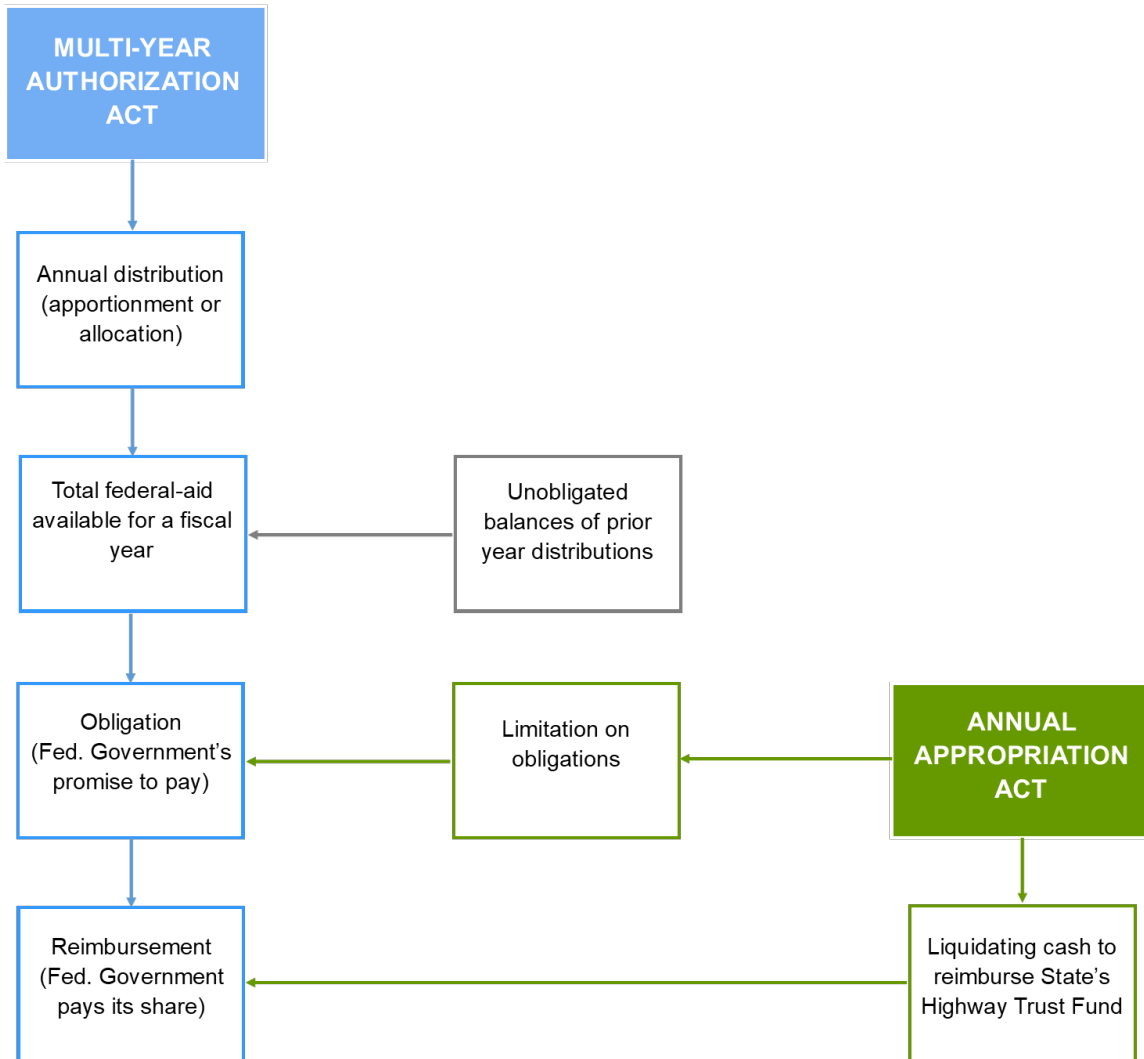 MULTI-YEAR
AUTHORIZATION
ACT
Annual distribution
(apportionment or
allocation)
Total federal-aid
available for a fiscal
year
Unobligated
balances of prior
year distributions
Obligation
(Fed. Government’s
promise to pay)
Limitation on
obligations
ANNUAL
APPROPRIATION
ACT
Reimbursement
(Fed. Government
pays its share)
Liquidating cash to
reimburse State’s
Highway Trust Fund